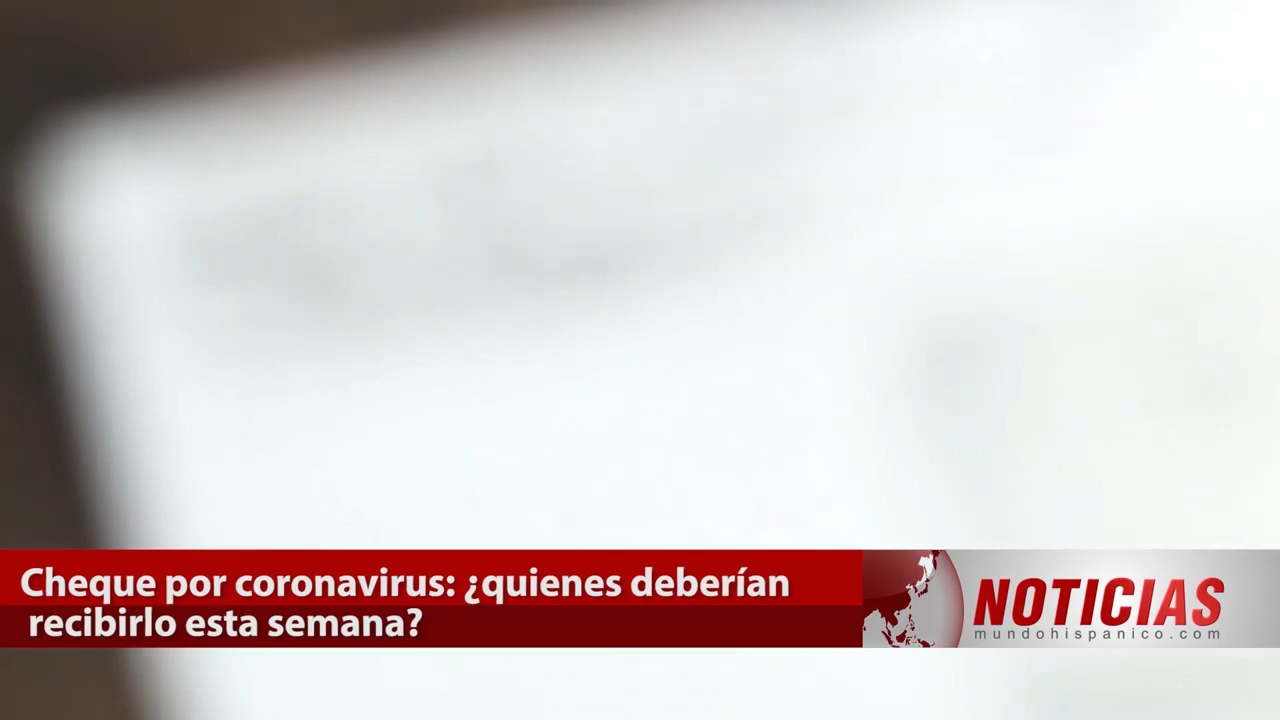 Cheque por coronavirus: ¿quienes deberían
recibirlo esta semana?
NOTICIAS
mundohispanico.com